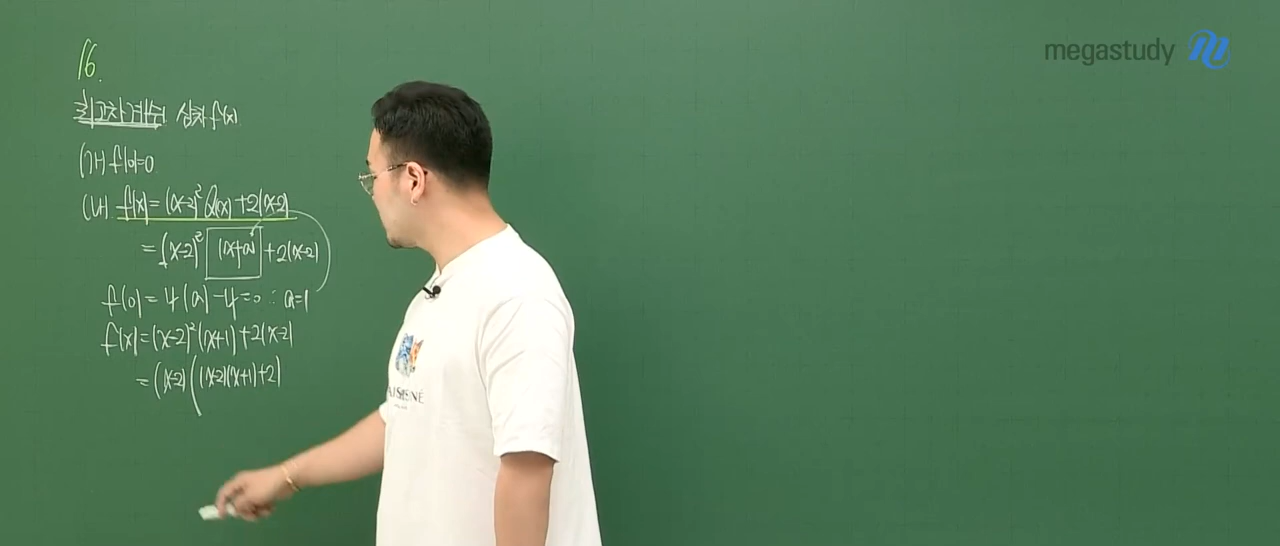 megastudy
16.
최고차계수1 삼차 f(x)
(가) f(0)=0
(나) f(x)=(x-2)²Q(x)+2(x-2)
=(x-2)²(x+a)+2(x-2)
f(0)=4(a)-4=0 ∴a=1
f(x)=(x-2)²(x+1)+2(x-2)
=(x-2)((x-2)(x+1)+2)